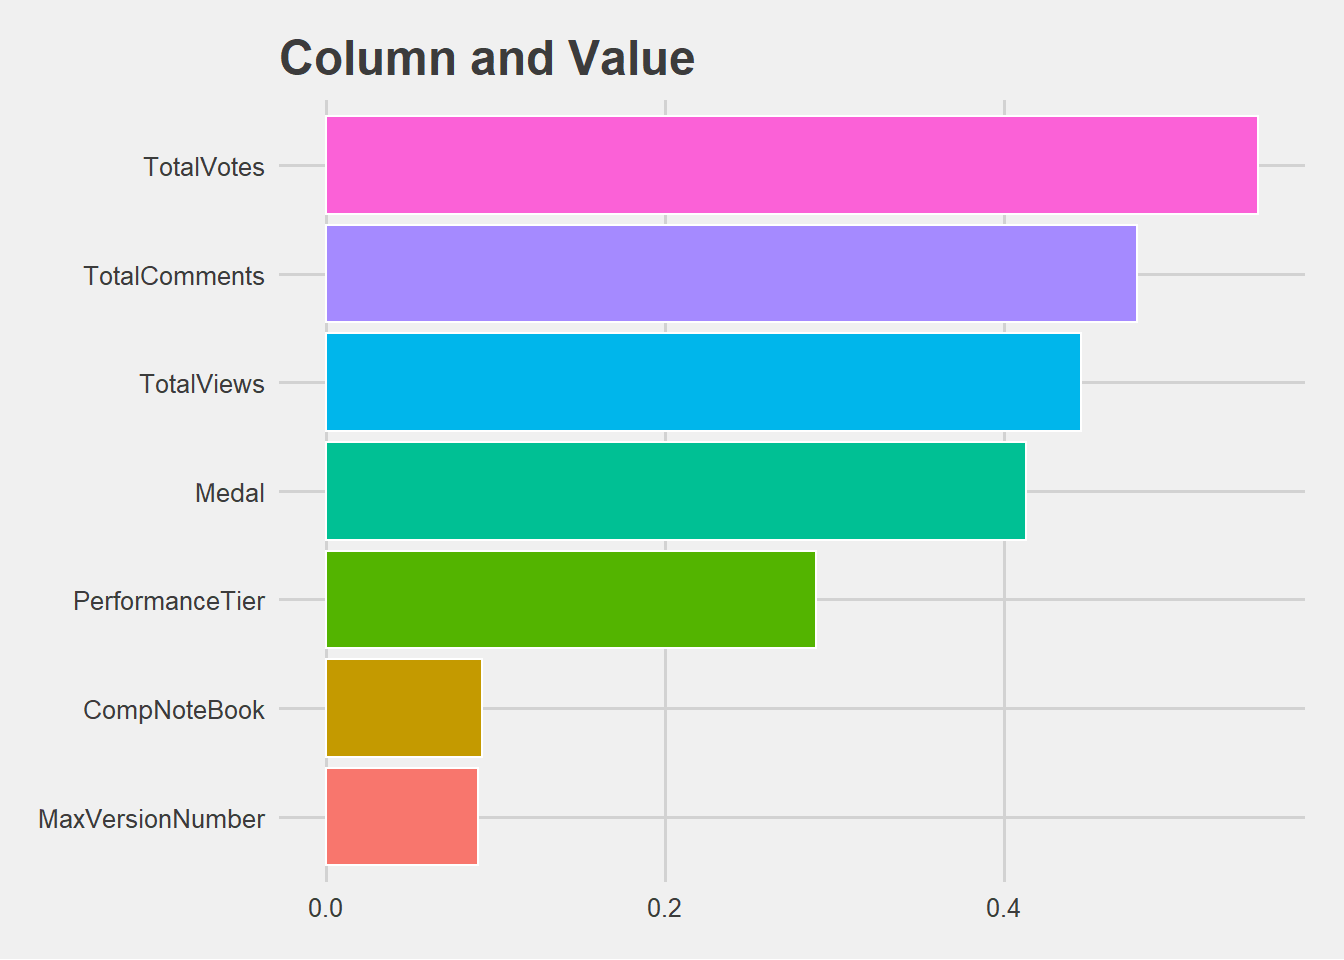 Column and Value
TotalVotes
TotalComments
TotalViews
Medal
PerformanceTier
CompNoteBook
MaxVersionNumber
0.0 0.2 0.4